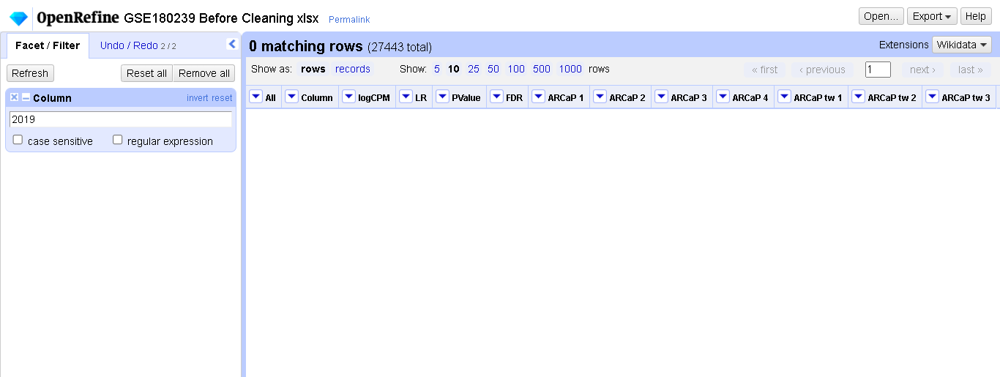 OpenRefine GSE180239 Before Cleaning xlsx Permalink Open... Export Help
Facet / Filter Undo / Redo 2 / 2
0 matching rows (27443 total) Extensions Wikidata
Refresh Reset all Remove all
Show as: rows records Show: 5 10 25 50 100 500 1000 rows « first ‹ previous 1 next › last »
Column invert reset
All Column logCPM LR PValue FDR ARCaP 1 ARCaP 2 ARCaP 3 ARCaP 4 ARCaP tw 1 ARCaP tw 2 ARCaP tw 3
2019
case sensitive regular expression